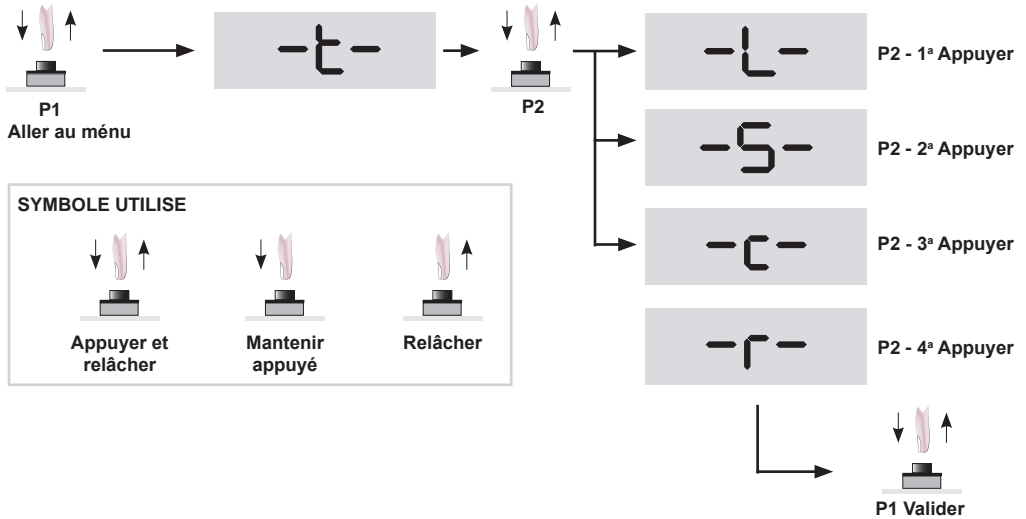 -t-
P1
Aller au ménu
P2
-L-
P2 - 1ª Appuyer
-S-
P2 - 2ª Appuyer
-c-
P2 - 3ª Appuyer
-r-
P2 - 4ª Appuyer
SYMBOLE UTILISE
Appuyer et
relâcher
Mantenir
appuyé
Relâcher
P1 Valider